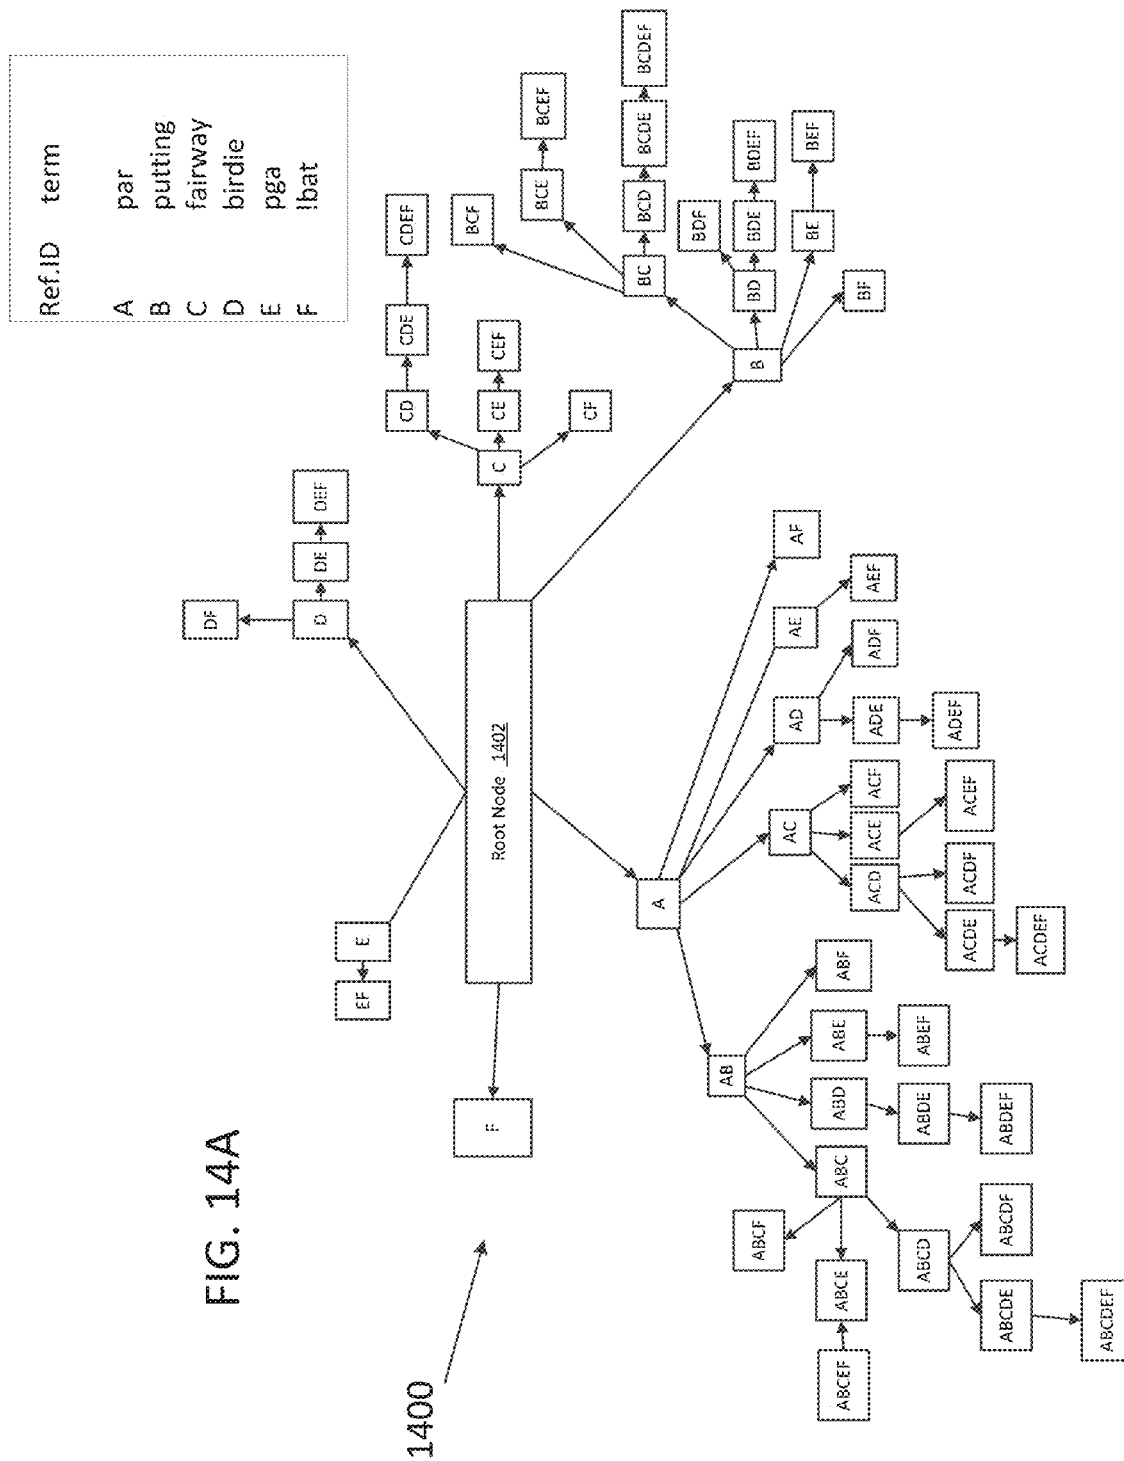 FIG. 14A
1400
Ref.ID term
A par
B putting
C fairway
D birdie
E pga
F !bat
Root Node 1402
F
E
EF
D
DF
DE
DEF
C
CD
CDE
CDEF
CE
CEF
CF
B
BC
BCF
BCE
BCEF
BCD
BCDE
BCDEF
BD
BDF
BDE
BDEF
BE
BEF
BF
A
AF
AE
AEF
AD
ADF
ADE
ADEF
AC
ACF
ACE
ACEF
ACD
ACDF
ACDE
ACDEF
AB
ABF
ABE
ABEF
ABD
ABDE
ABDEF
ABC
ABCF
ABCE
ABCEF
ABCD
ABCDF
ABCDE
ABCDEF